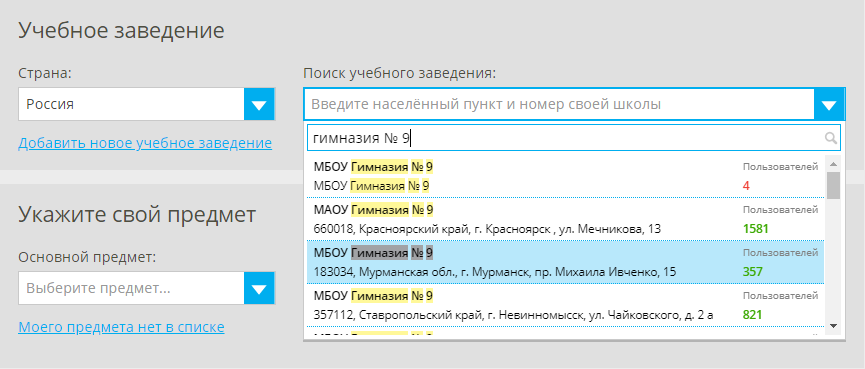 Учебное заведение
Страна:
Россия
Добавить новое учебное заведение
Поиск учебного заведения:
Введите населённый пункт и номер своей школы
гимназия № 9
МБОУ Гимназия № 9 Пользователей
МБОУ Гимназия № 9 4
МАОУ Гимназия № 9 Пользователей
660018, Красноярский край, г. Красноярск , ул. Мечникова, 13 1581
МБОУ Гимназия № 9 Пользователей
183034, Мурманская обл., г. Мурманск, пр. Михаила Ивченко, 15 357
МБОУ Гимназия № 9 Пользователей
357112, Ставропольский край, г. Невинномысск, ул. Чайковского, д. 2 а 821
Укажите свой предмет
Основной предмет:
Выберите предмет...
Моего предмета нет в списке